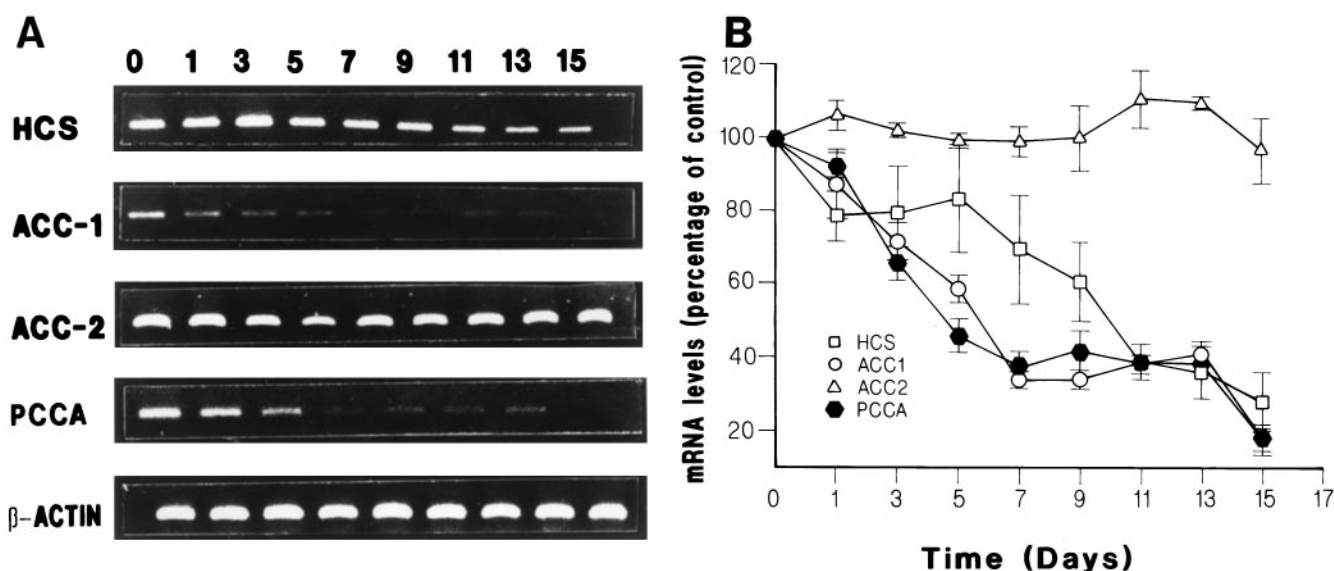 A
0 1 3 5 7 9 11 13 15
HCS
ACC-1
ACC-2
PCCA
β-ACTIN
B
mRNA levels (percentage of control)
120
100
80
60
40
20
HCS
ACC1
ACC2
PCCA
0 1 3 5 7 9 11 13 15 17
Time (Days)